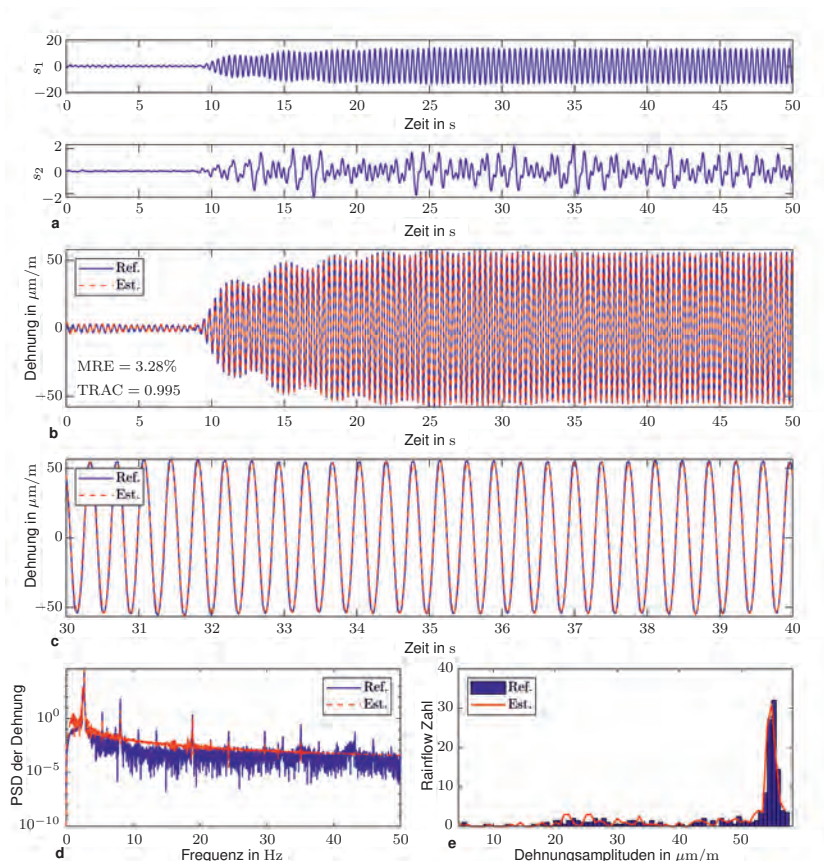 20
0
−20
s₁
0 5 10 15 20 25 30 35 40 45 50
Zeit in s
2
0
−2
s₂
0 5 10 15 20 25 30 35 40 45 50
a
Zeit in s
50
0
−50
Dehnung in μm/m
Ref.
Est.
MRE = 3.28%
TRAC = 0.995
0 5 10 15 20 25 30 35 40 45 50
b
Zeit in s
50
0
−50
Dehnung in μm/m
Ref.
Est.
30 31 32 33 34 35 36 37 38 39 40
c
Zeit in s
10⁰
10⁻⁵
10⁻¹⁰
PSD der Dehnung
Ref.
Est.
0 10 20 30 40 50
d
Frequenz in Hz
40
30
20
10
0
Rainflow Zahl
Ref.
Est.
10 20 30 40 50
e
Dehnungsamplituden in μm/m